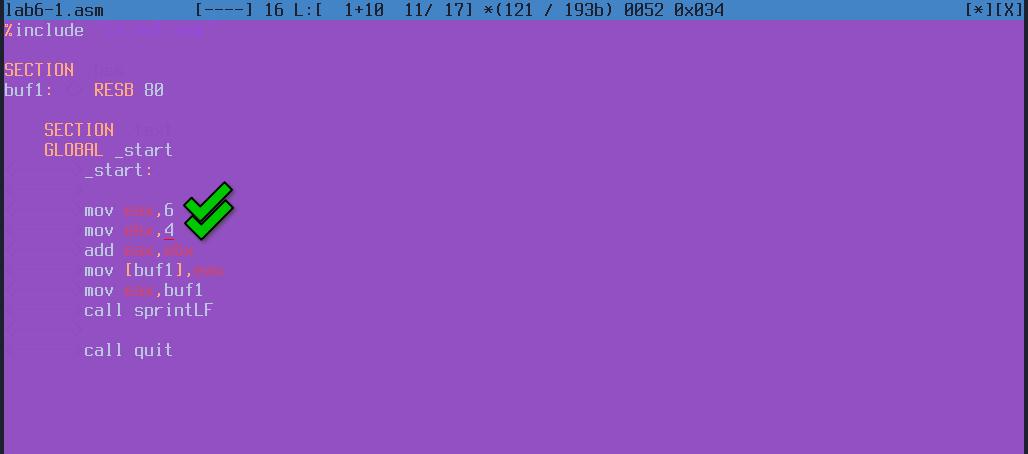 lab6-1.asm [----] 16 L:[ 1+10 11/ 17] *(121 / 193b) 0052 0x034 [*][X]
%include
SECTION .bss
buf1: RESB 80
SECTION .text
GLOBAL _start
_start:
mov eax,6
mov ebx,4
add eax,ebx
mov [buf1],eax
mov eax,buf1
call sprintLF
call quit